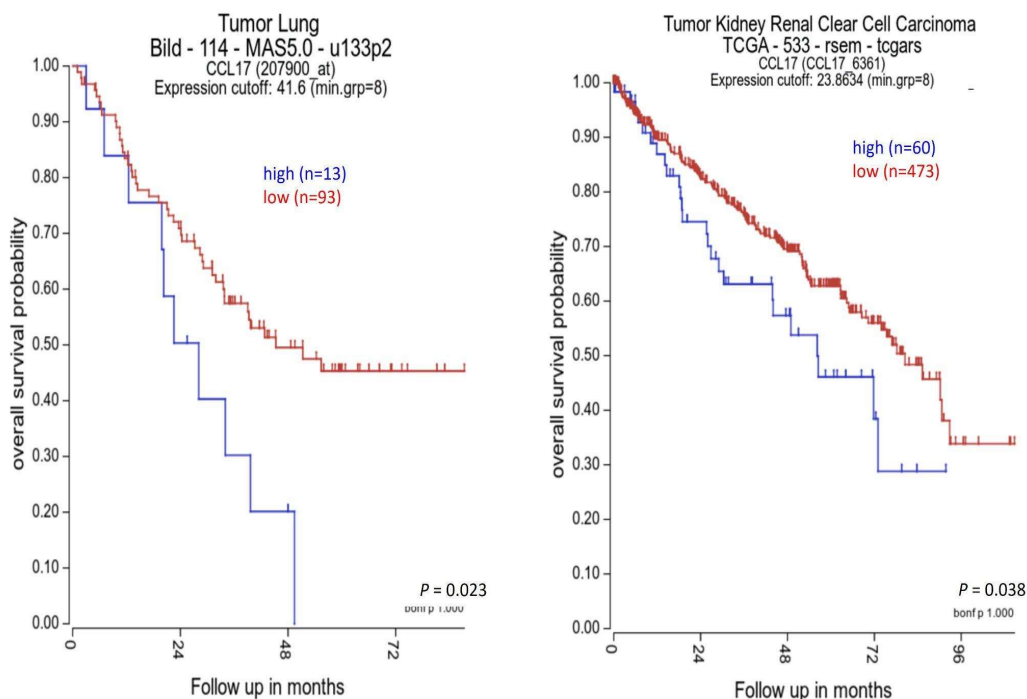 Tumor Lung
Bild - 114 - MAS5.0 - u133p2
CCL17 (207900_at)
Expression cutoff: 41.6 (min.grp=8)
high (n=13)
low (n=93)
overall survival probability
1.00
0.90
0.80
0.70
0.60
0.50
0.40
0.30
0.20
0.10
0.00
P = 0.023
bonf p 1.000
0
24
48
72
Follow up in months
Tumor Kidney Renal Clear Cell Carcinoma
TCGA - 533 - rsem - tcgars
CCL17 (CCL17_6361)
Expression cutoff: 23.8634 (min.grp=8)
high (n=60)
low (n=473)
overall survival probability
1.00
0.90
0.80
0.70
0.60
0.50
0.40
0.30
0.20
0.10
0.00
P = 0.038
bonf p 1.000
0
24
48
72
96
Follow up in months